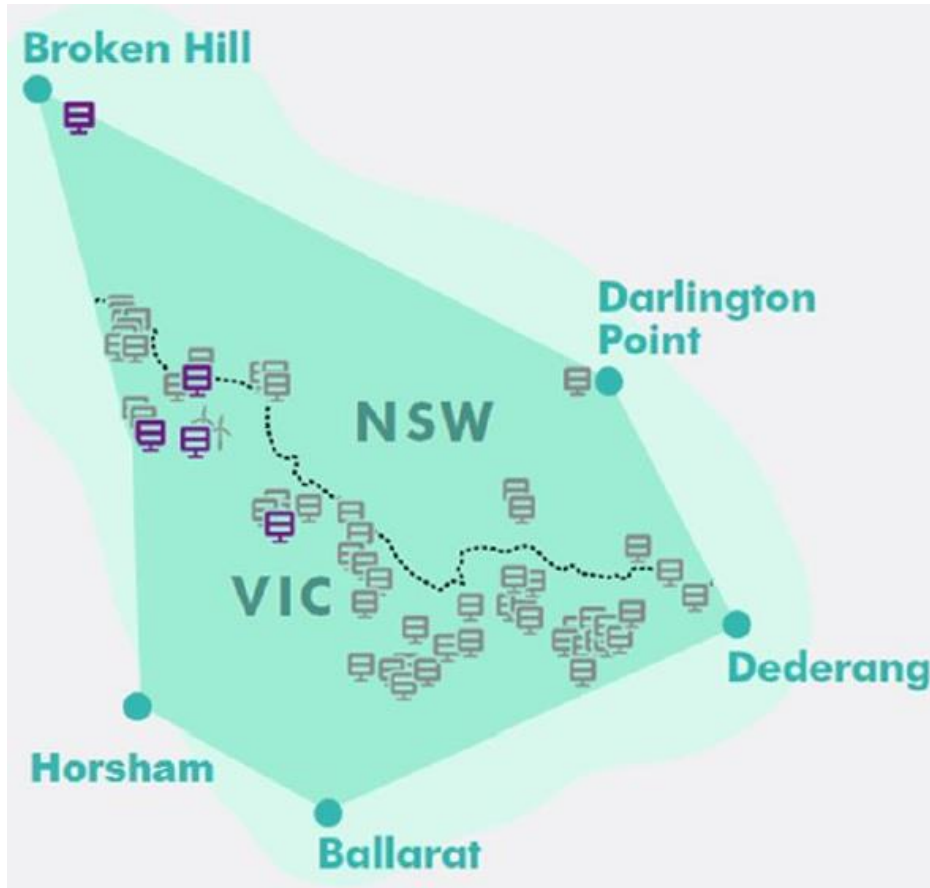 Broken Hill
Darlington
Point
NSW
VIC
Dederang
Horsham
Ballarat